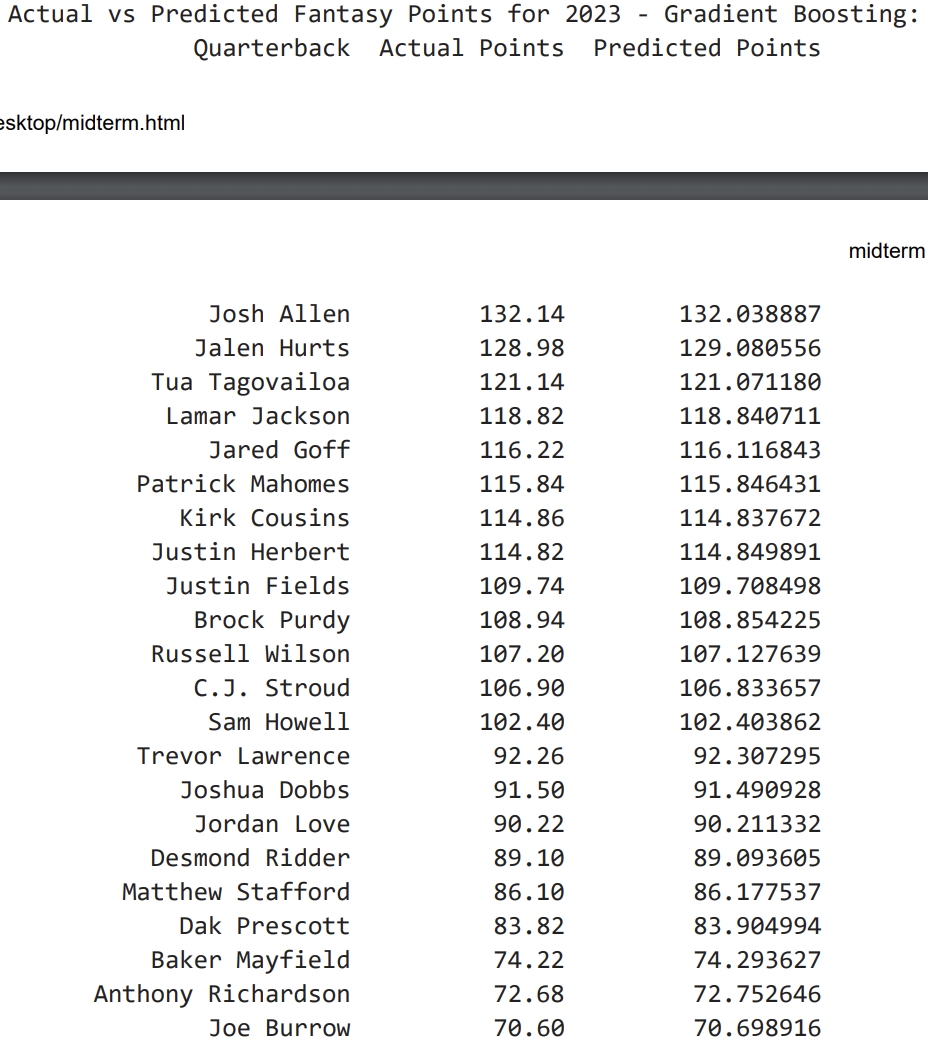 Actual vs Predicted Fantasy Points for 2023 - Gradient Boosting:
Quarterback Actual Points Predicted Points
esktop/midterm.html
midterm
Josh Allen 132.14 132.038887
Jalen Hurts 128.98 129.080556
Tua Tagovailoa 121.14 121.071180
Lamar Jackson 118.82 118.840711
Jared Goff 116.22 116.116843
Patrick Mahomes 115.84 115.846431
Kirk Cousins 114.86 114.837672
Justin Herbert 114.82 114.849891
Justin Fields 109.74 109.708498
Brock Purdy 108.94 108.854225
Russell Wilson 107.20 107.127639
C.J. Stroud 106.90 106.833657
Sam Howell 102.40 102.403862
Trevor Lawrence 92.26 92.307295
Joshua Dobbs 91.50 91.490928
Jordan Love 90.22 90.211332
Desmond Ridder 89.10 89.093605
Matthew Stafford 86.10 86.177537
Dak Prescott 83.82 83.904994
Baker Mayfield 74.22 74.293627
Anthony Richardson 72.68 72.752646
Joe Burrow 70.60 70.698916